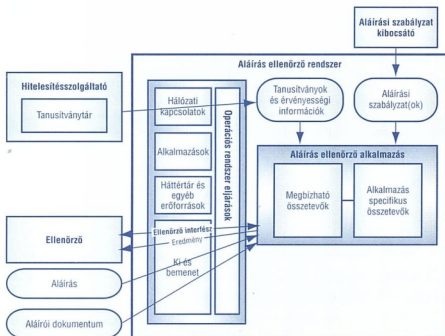 Aláírási szabályzat
kibocsátó
Aláírás ellenőrző rendszer
Hitelesítésszolgáltató
Tanusítványtár
Hálózati
kapcsolatok
Alkalmazások
Háttértár és
egyéb
erőforrások
Operációs rendszer eljárások
Tanusítványok
és érvényességi
információk
Aláírási
szabályzat(ok)
Aláírás ellenőrző alkalmazás
Megbízható
összetevők
Alkalmazás
specifikus
összetevők
Ellenőrző interfész
Eredmény
Ki és
bemenet
Ellenőrző
Aláírás
Aláírói dokumentum